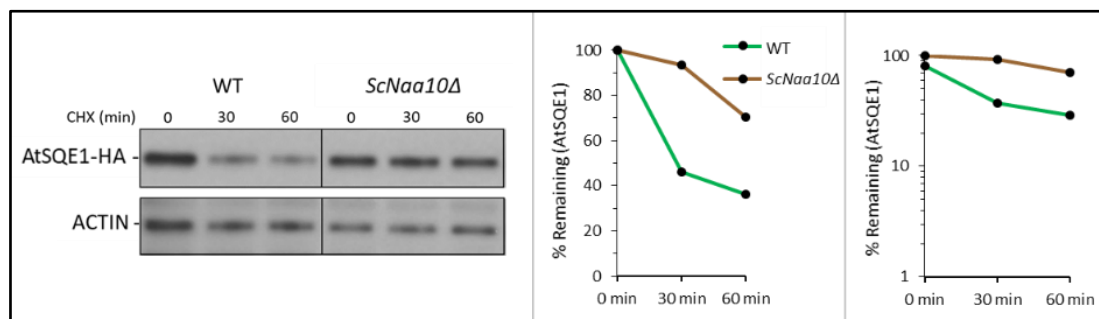 WT
ScNaa10Δ
CHX (min)
0
30
60
0
30
60
AtSQE1-HA -
ACTIN -
% Remaining (AtSQE1)
100
80
60
40
20
0
0 min
30 min
60 min
WT
ScNaa10Δ
% Remaining (AtSQE1)
100
10
1
0 min
30 min
60 min